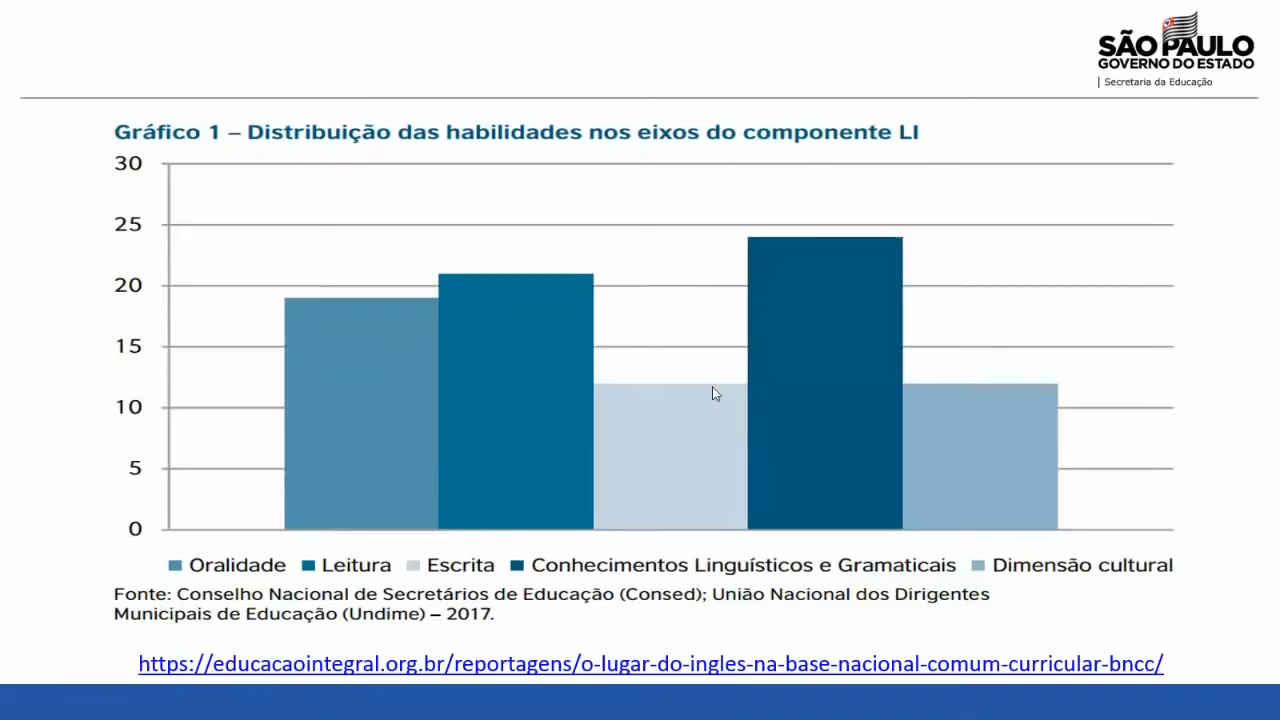 SÃO PAULO
GOVERNO DO ESTADO
Secretaria da Educação
Gráfico 1 – Distribuição das habilidades nos eixos do componente LI
30
25
20
15
10
5
0
Oralidade Leitura Escrita Conhecimentos Linguísticos e Gramaticais Dimensão cultural
Fonte: Conselho Nacional de Secretários de Educação (Consed); União Nacional dos Dirigentes
Municipais de Educação (Undime) – 2017.
https://educacaointegral.org.br/reportagens/o-lugar-do-ingles-na-base-nacional-comum-curricular-bncc/